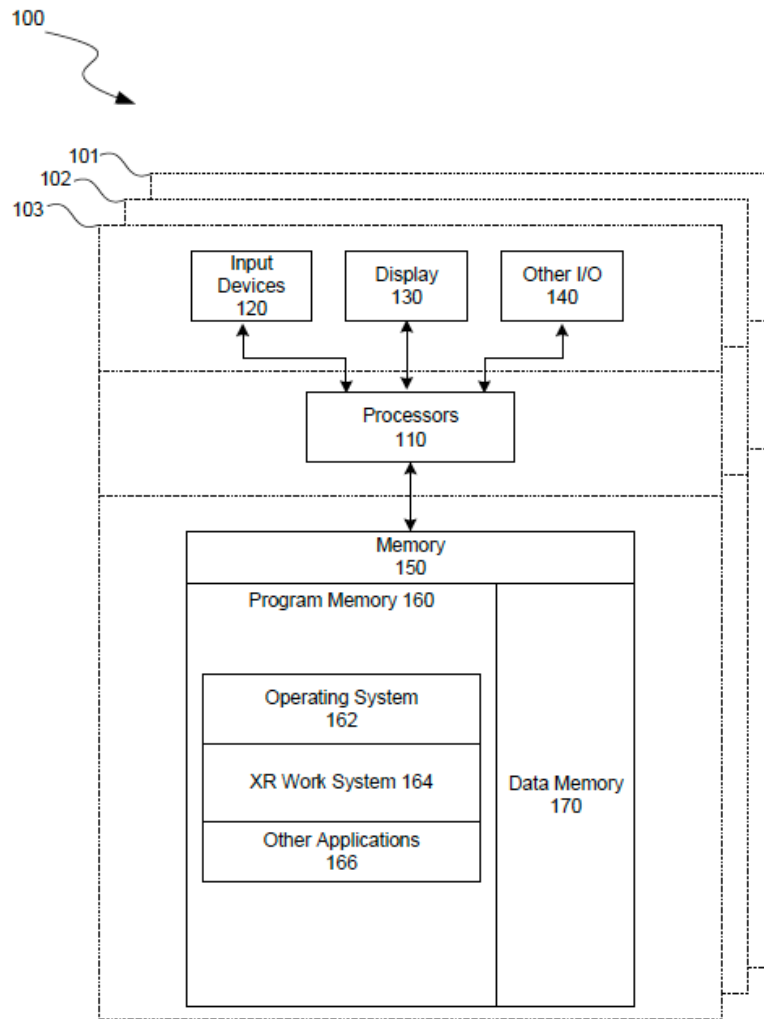 100
101
102
103
Input
Devices
120
Display
130
Other I/O
140
Processors
110
Memory
150
Program Memory 160
Operating System
162
XR Work System 164
Other Applications
166
Data Memory
170